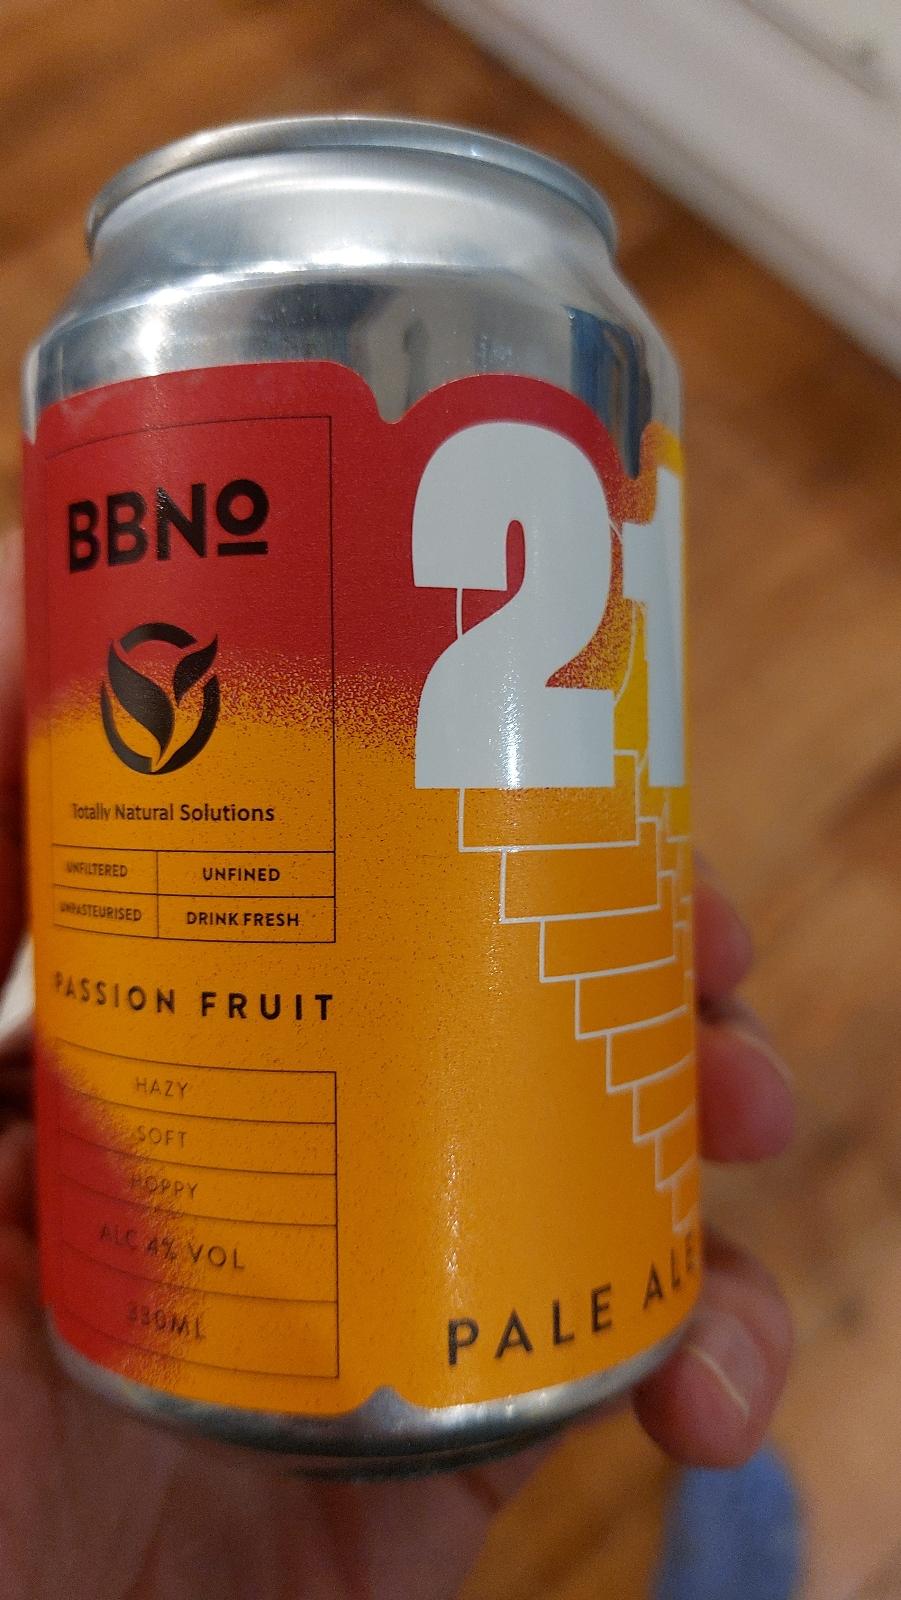 BBNo
Totally Natural Solutions
UNFILTERED
UNFINED
UNPASTEURISED
DRINK FRESH
PASSION FRUIT
HAZY
SOFT
HOPPY
ALC 4% VOL
330ML
21
PALE ALE